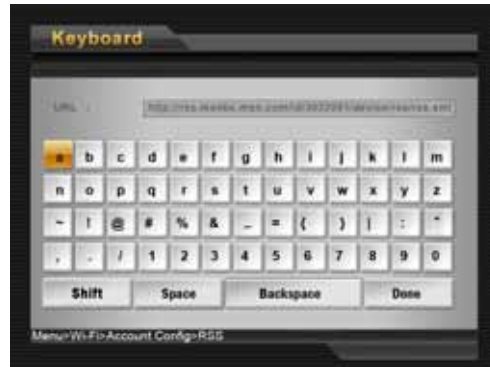 Keyboard
URL :
a b c d e f g h i j k l m
n o p q r s t u v w x y z
~ ! @ # % & _ = ( ) | : "
, . / 1 2 3 4 5 6 7 8 9 0
Shift Space Backspace Done
Menu>Wi-Fi>Account Config>RSS